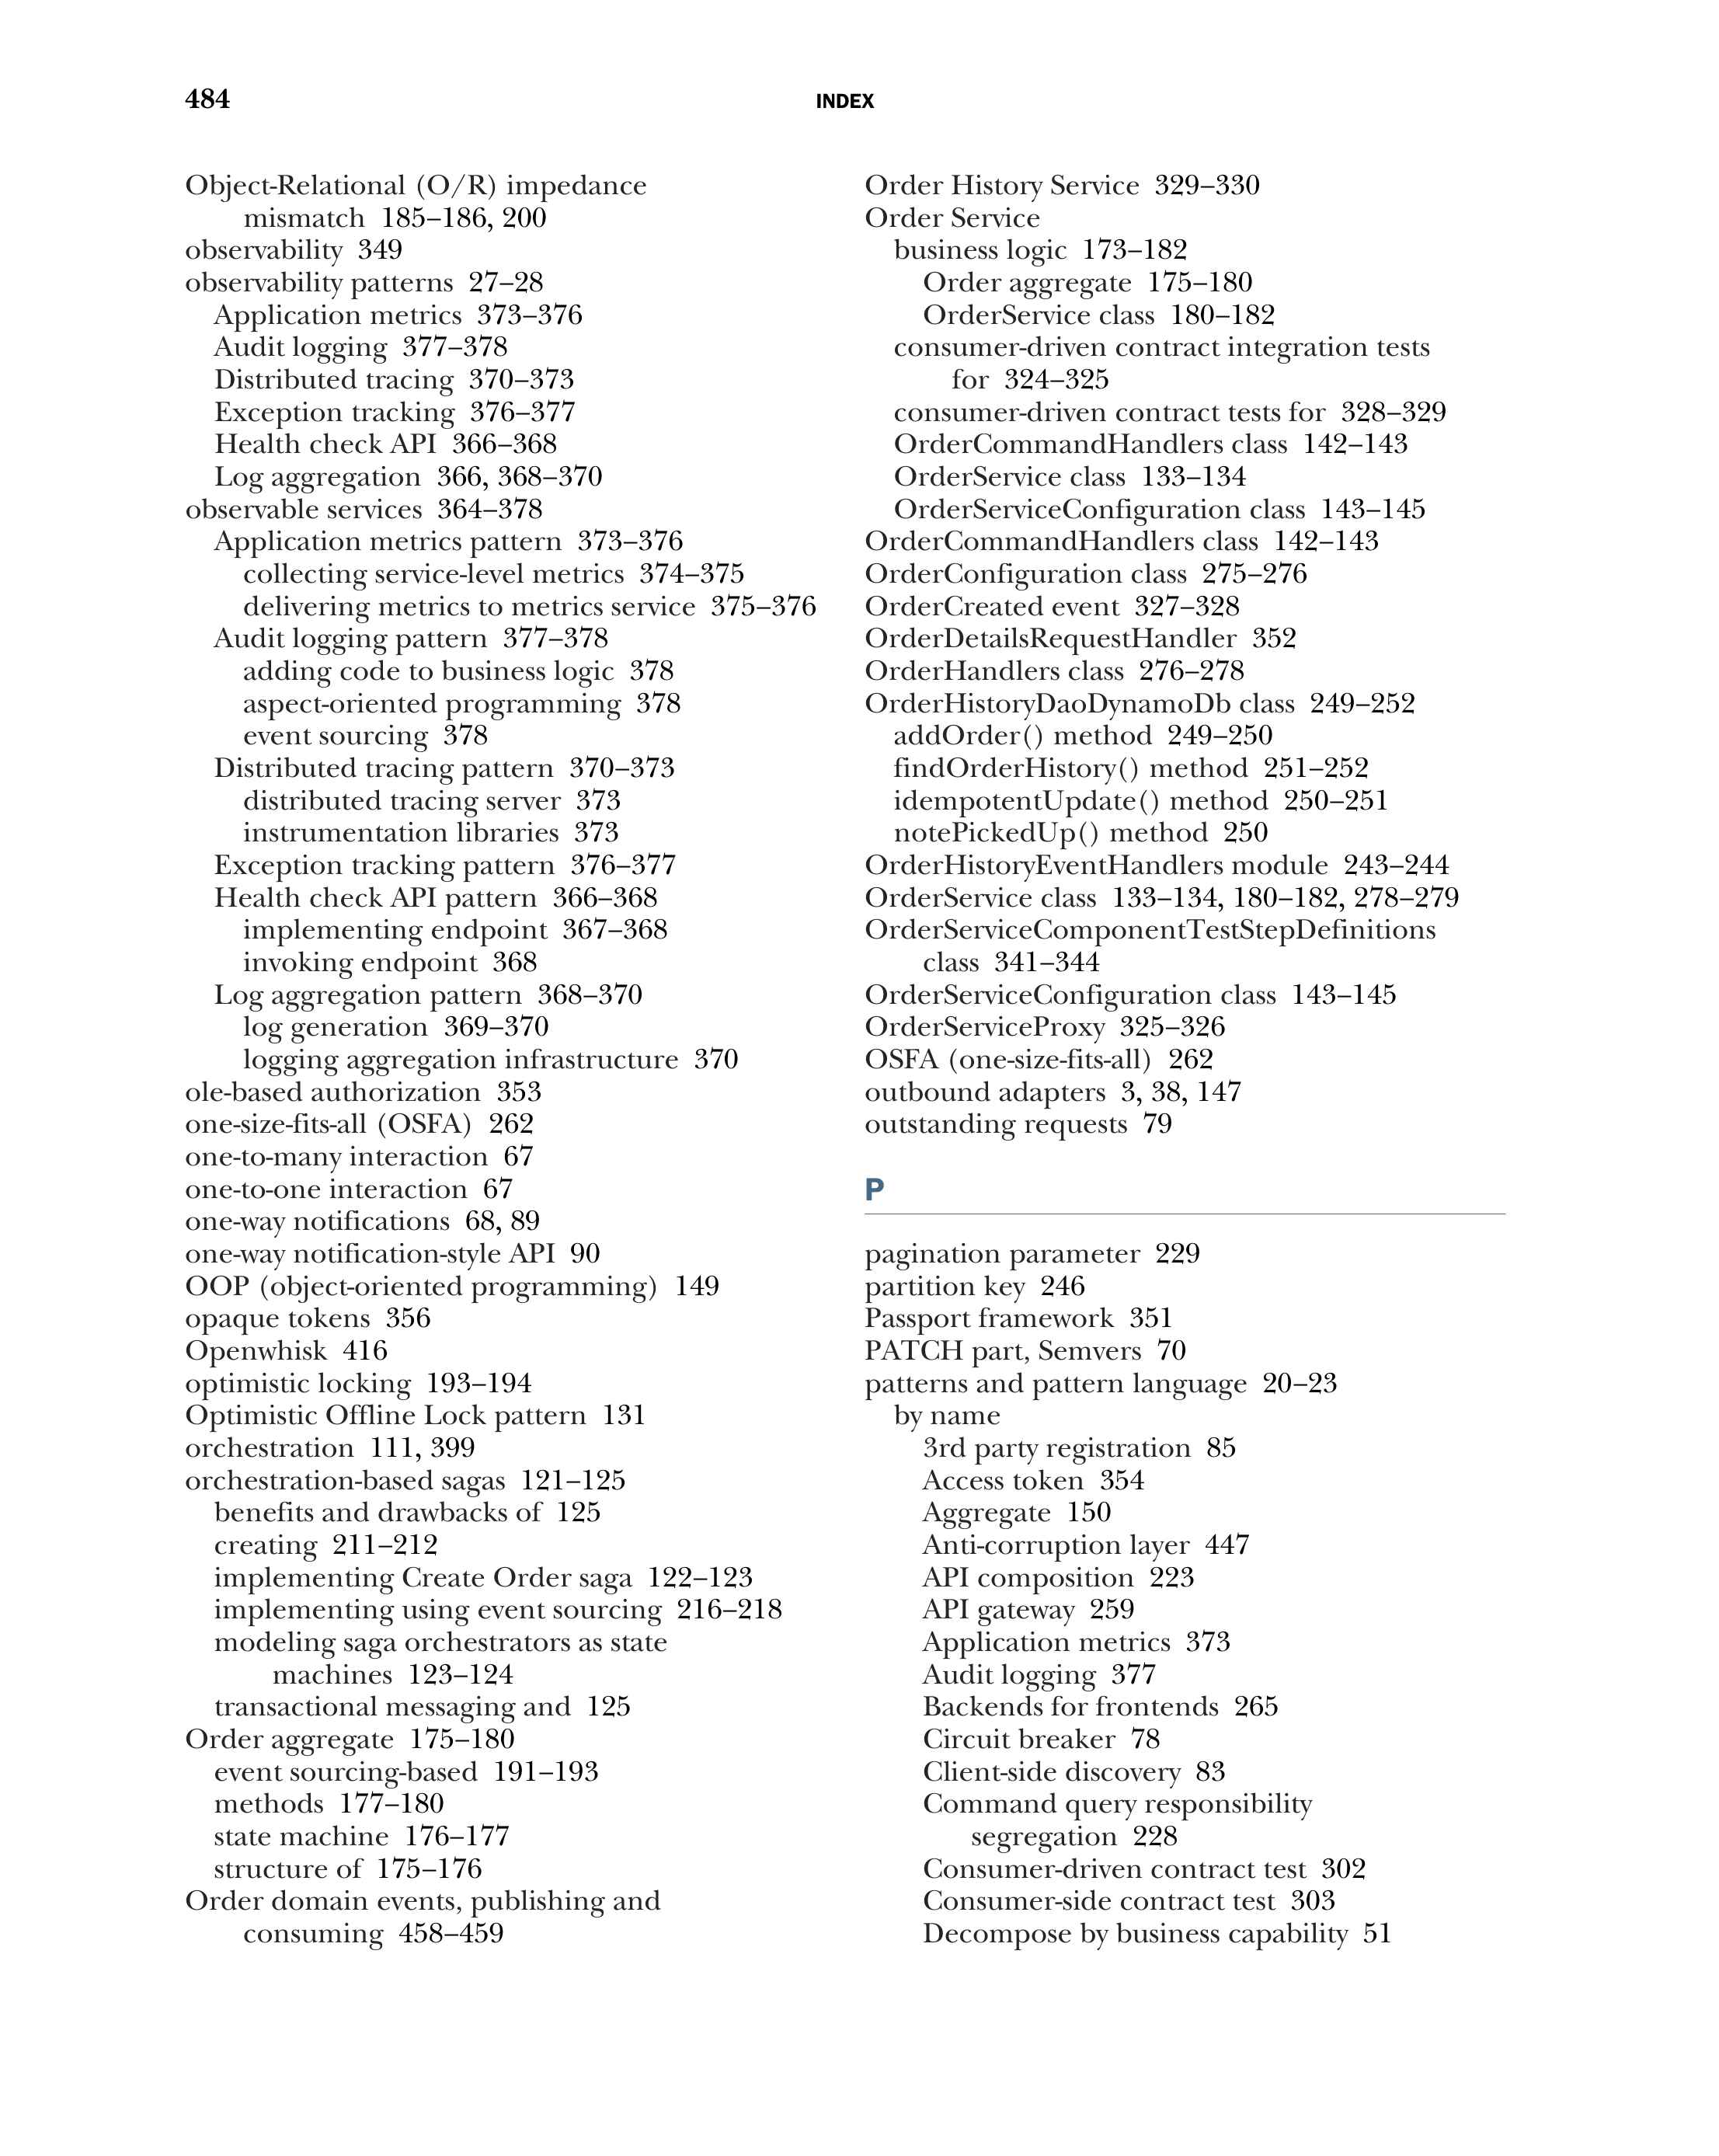 484
INDEX
Object-Relational (O/R) impedance
mismatch 185–186, 200
observability 349
observability patterns 27–28
Application metrics 373–376
Audit logging 377–378
Distributed tracing 370–373
Exception tracking 376–377
Health check API 366–368
Log aggregation 366, 368–370
observable services 364–378
Application metrics pattern 373–376
collecting service-level metrics 374–375
delivering metrics to metrics service 375–376
Audit logging pattern 377–378
adding code to business logic 378
aspect-oriented programming 378
event sourcing 378
Distributed tracing pattern 370–373
distributed tracing server 373
instrumentation libraries 373
Exception tracking pattern 376–377
Health check API pattern 366–368
implementing endpoint 367–368
invoking endpoint 368
Log aggregation pattern 368–370
log generation 369–370
logging aggregation infrastructure 370
ole-based authorization 353
one-size-fits-all (OSFA) 262
one-to-many interaction 67
one-to-one interaction 67
one-way notifications 68, 89
one-way notification-style API 90
OOP (object-oriented programming) 149
opaque tokens 356
Openwhisk 416
optimistic locking 193–194
Optimistic Offline Lock pattern 131
orchestration 111, 399
orchestration-based sagas 121–125
benefits and drawbacks of 125
creating 211–212
implementing Create Order saga 122–123
implementing using event sourcing 216–218
modeling saga orchestrators as state
machines 123–124
transactional messaging and 125
Order aggregate 175–180
event sourcing-based 191–193
methods 177–180
state machine 176–177
structure of 175–176
Order domain events, publishing and
consuming 458–459
Order History Service 329–330
Order Service
business logic 173–182
Order aggregate 175–180
OrderService class 180–182
consumer-driven contract integration tests
for 324–325
consumer-driven contract tests for 328–329
OrderCommandHandlers class 142–143
OrderService class 133–134
OrderServiceConfiguration class 143–145
OrderCommandHandlers class 142–143
OrderConfiguration class 275–276
OrderCreated event 327–328
OrderDetailsRequestHandler 352
OrderHandlers class 276–278
OrderHistoryDaoDynamoDb class 249–252
addOrder() method 249–250
findOrderHistory() method 251–252
idempotentUpdate() method 250–251
notePickedUp() method 250
OrderHistoryEventHandlers module 243–244
OrderService class 133–134, 180–182, 278–279
OrderServiceComponentTestStepDefinitions
class 341–344
OrderServiceConfiguration class 143–145
OrderServiceProxy 325–326
OSFA (one-size-fits-all) 262
outbound adapters 3, 38, 147
outstanding requests 79
P
pagination parameter 229
partition key 246
Passport framework 351
PATCH part, Semvers 70
patterns and pattern language 20–23
by name
3rd party registration 85
Access token 354
Aggregate 150
Anti-corruption layer 447
API composition 223
API gateway 259
Application metrics 373
Audit logging 377
Backends for frontends 265
Circuit breaker 78
Client-side discovery 83
Command query responsibility
segregation 228
Consumer-driven contract test 302
Consumer-side contract test 303
Decompose by business capability 51